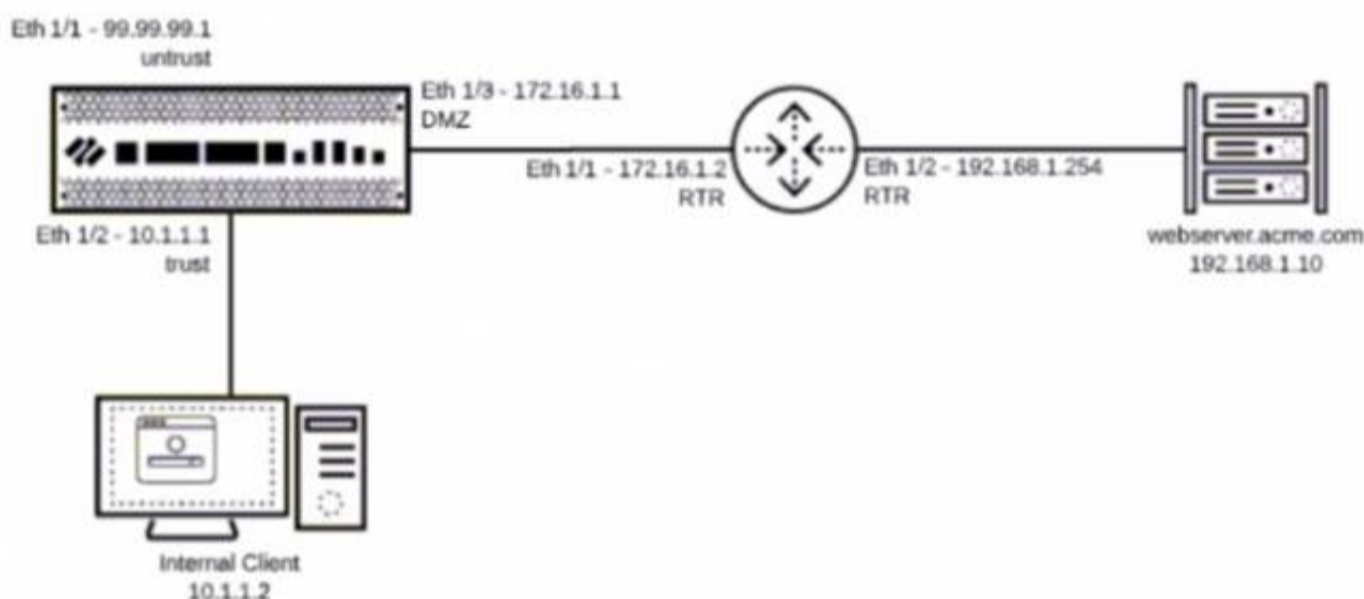 Eth 1/1 - 99.99.99.1
untrust
Eth 1/3 - 172.16.1.1
DMZ
Eth 1/1 - 172.16.1.2
RTR
Eth 1/2 - 192.168.1.254
RTR
Eth 1/2 - 10.1.1.1
trust
webserver.acme.com
192.168.1.10
Internal Client
10.1.1.2